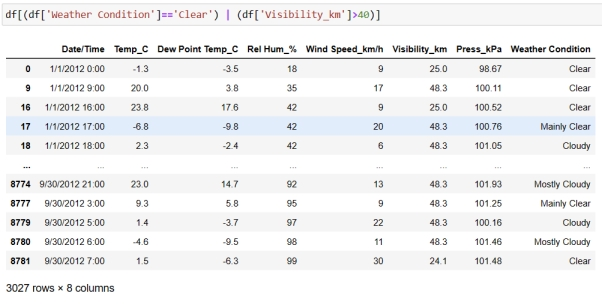 df[(df['Weather Condition']=='Clear') | (df['Visibility_km']>40)]
Date/Time Temp_C Dew Point Temp_C Rel Hum_% Wind Speed_km/h Visibility_km Press_kPa Weather Condition
0 1/1/2012 0:00 -1.3 -3.5 18 9 25.0 98.67 Clear
9 1/1/2012 9:00 20.0 3.8 35 17 48.3 100.11 Clear
16 1/1/2012 16:00 23.8 17.6 42 9 25.0 100.52 Clear
17 1/1/2012 17:00 -6.8 -9.8 42 20 48.3 100.76 Mainly Clear
18 1/1/2012 18:00 2.3 -2.4 42 6 48.3 101.05 Cloudy
... ... ... ... ... ... ... ... ...
8774 9/30/2012 21:00 23.0 14.7 92 13 48.3 101.93 Mostly Cloudy
8777 9/30/2012 3:00 9.3 5.8 95 9 48.3 101.25 Mainly Clear
8779 9/30/2012 5:00 1.4 -3.7 97 22 48.3 100.16 Cloudy
8780 9/30/2012 6:00 -4.6 -9.5 98 11 48.3 101.46 Mostly Cloudy
8781 9/30/2012 7:00 1.5 -6.3 99 30 24.1 101.48 Clear
3027 rows × 8 columns